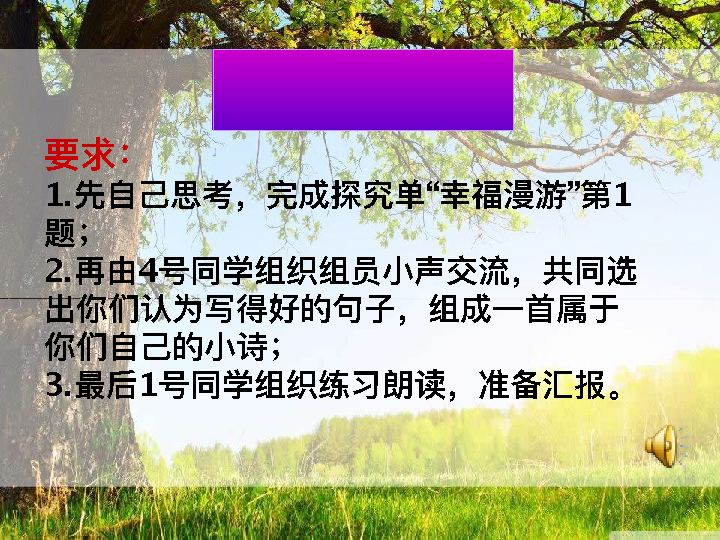 要求：
1.先自己思考，完成探究单“幸福漫游”第1
题；
2.再由4号同学组织组员小声交流，共同选
出你们认为写得好的句子，组成一首属于
你们自己的小诗；
3.最后1号同学组织练习朗读，准备汇报。